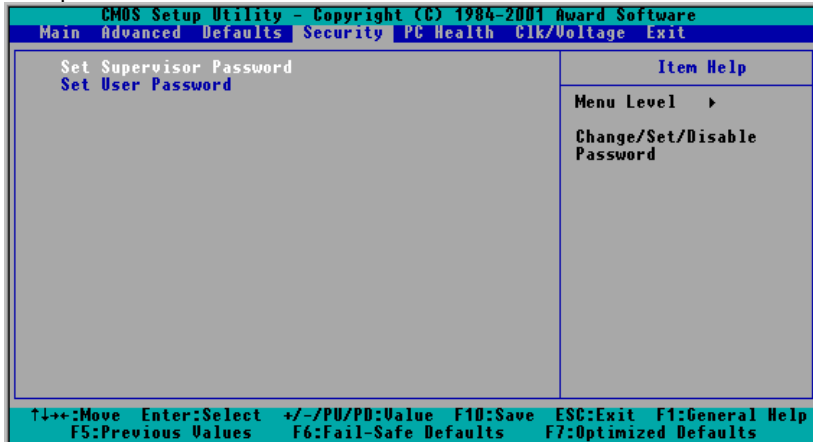 CMOS Setup Utility - Copyright (C) 1984-2001 Award Software
Main Advanced Defaults Security PC Health Clk/Voltage Exit
Set Supervisor Password
Set User Password
Item Help
Menu Level ▸
Change/Set/Disable
Password
↑↓→←:Move Enter:Select +/-/PU/PD:Value F10:Save ESC:Exit F1:General Help
F5:Previous Values F6:Fail-Safe Defaults F7:Optimized Defaults